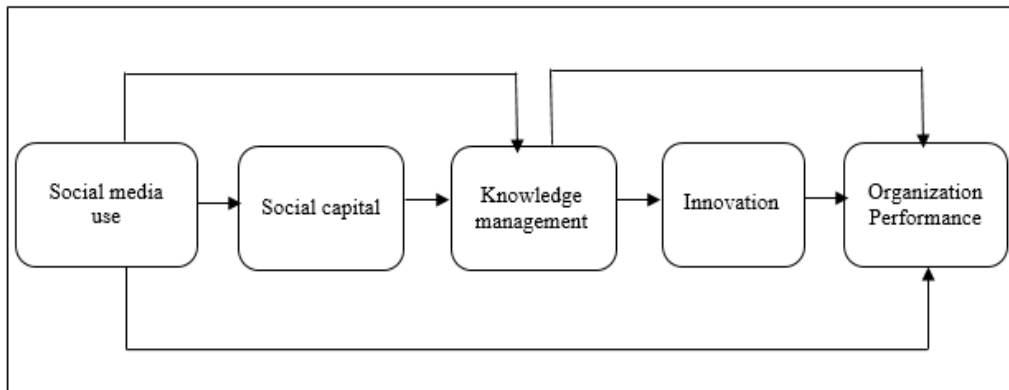 Social media
use
Social capital
Knowledge
management
Innovation
Organization
Performance